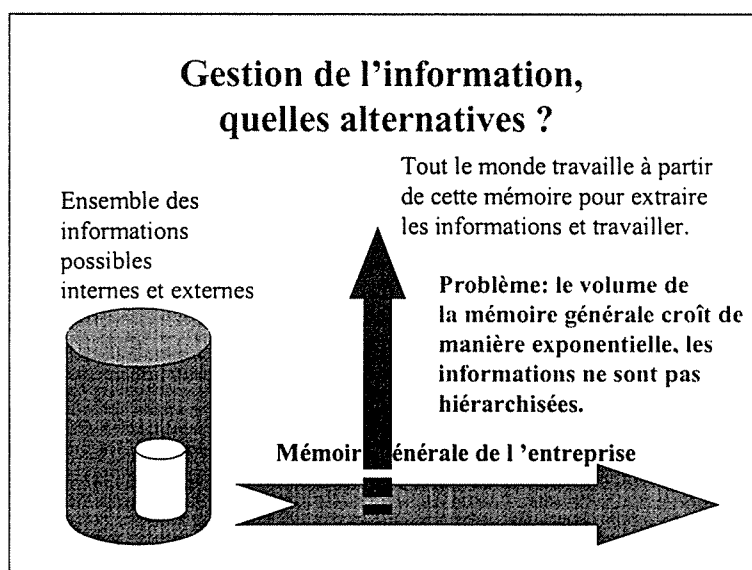 Gestion de l'information,
quelles alternatives ?
Ensemble des
informations
possibles
internes et externes
Tout le monde travaille à partir
de cette mémoire pour extraire
les informations et travailler.
Problème: le volume de
la mémoire générale croît de
manière exponentielle, les
informations ne sont pas
hiérarchisées.
Mémoir énérale de l 'entreprise